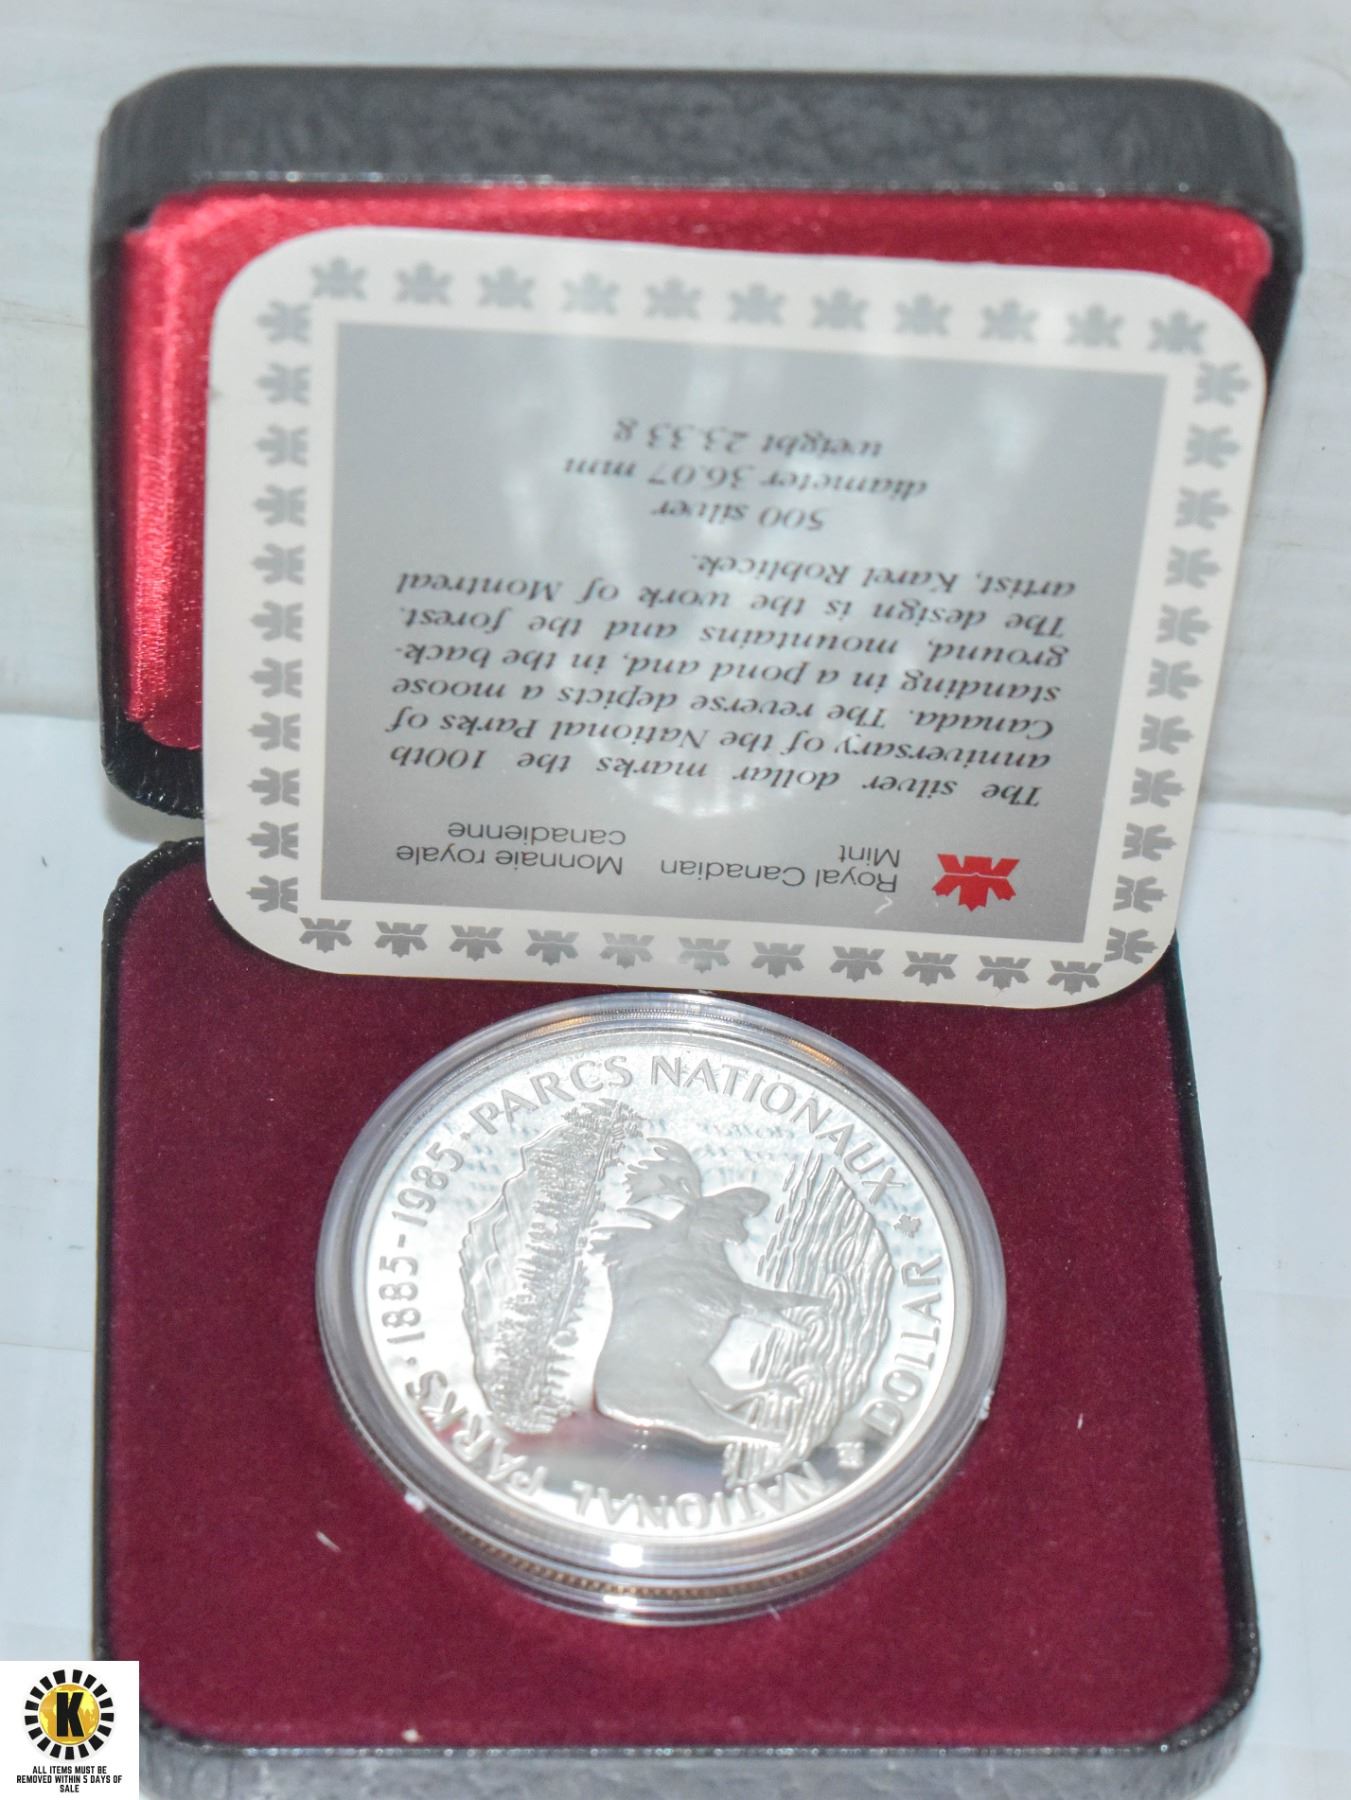 Royal Canadian Mint
Monnaie royale canadienne
The silver dollar marks the 100th
anniversary of the National Parks of
Canada. The reverse depicts a moose
standing in a pond and, in the back-
ground, mountains and the forest.
The design is the work of Montreal
artist, Karel Rohlicek.
500 silver
diameter 36.07 mm
weight 23.33 g
NATIONAL PARKS · 1885-1985 · PARCS NATIONAUX
DOLLAR
K
ALL ITEMS MUST BE
REMOVED WITHIN 5 DAYS OF
SALE